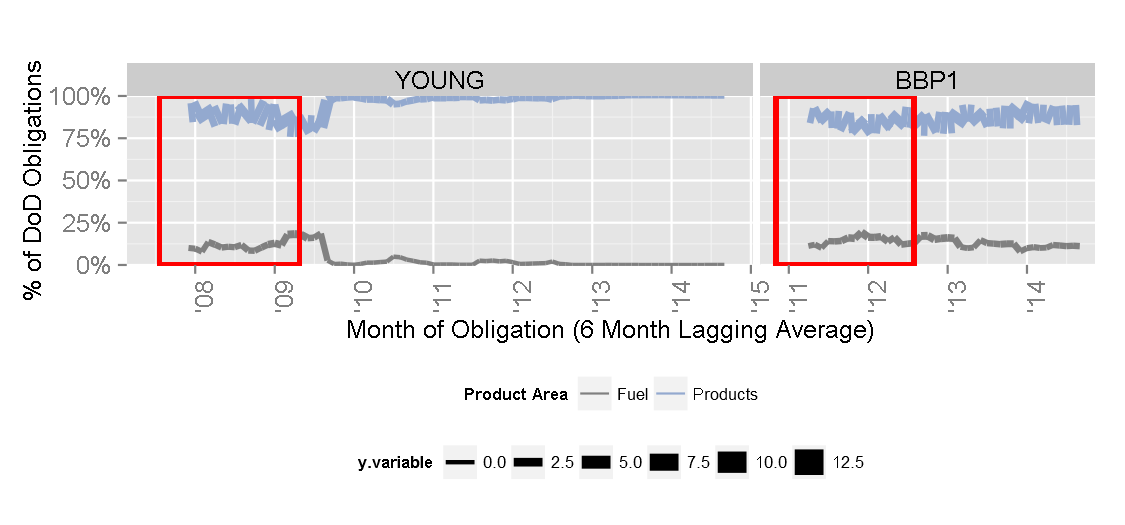 YOUNG BBP1
% of DoD Obligations
100%
75%
50%
25%
0%
'08 '09 '10 '11 '12 '13 '14 '15 '11 '12 '13 '14
Month of Obligation (6 Month Lagging Average)
Product Area Fuel Products
y.variable 0.0 2.5 5.0 7.5 10.0 12.5